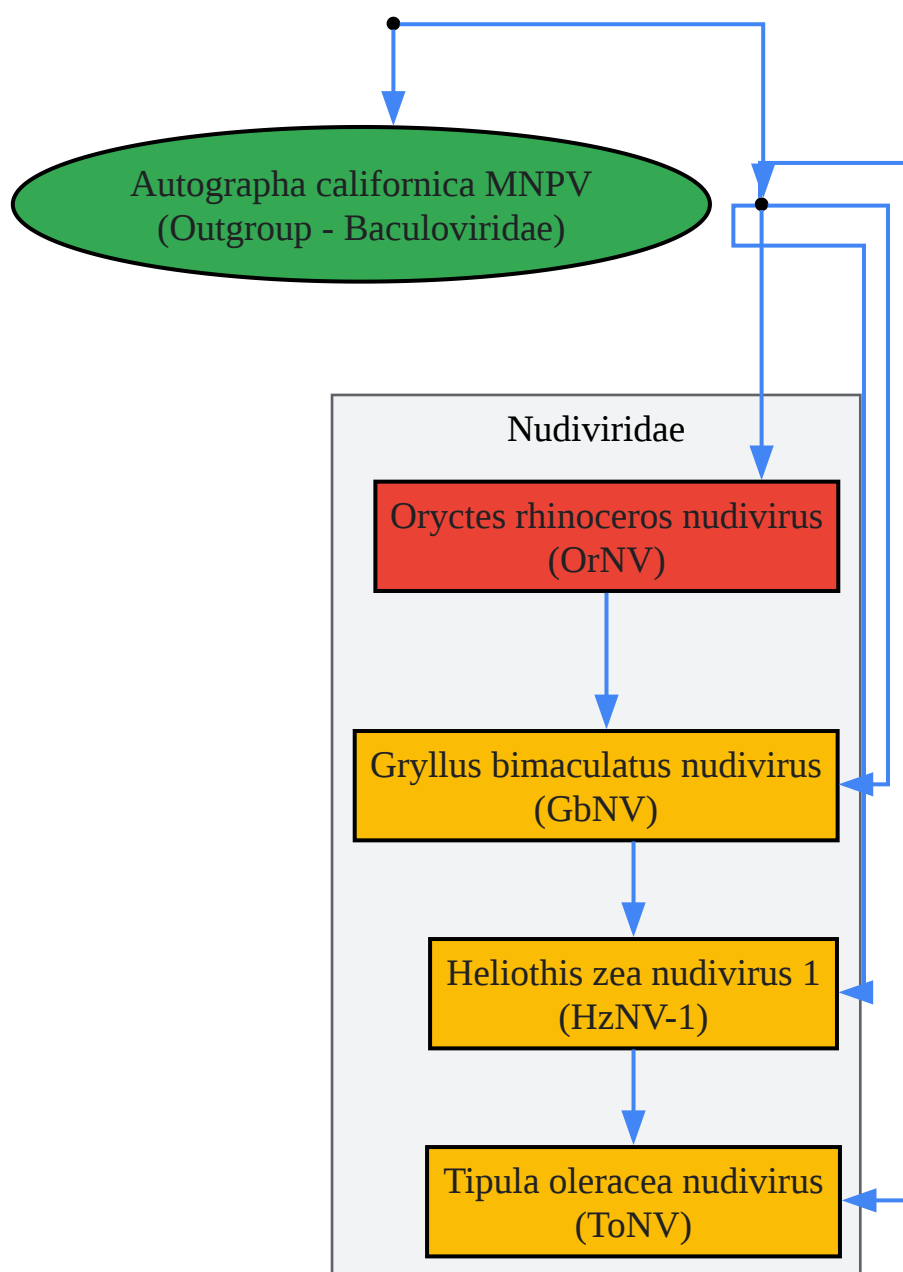 Autographa californica MNPV
(Outgroup - Baculoviridae)
Nudiviridae
Oryctes rhinoceros nudivirus
(OrNV)
Gryllus bimaculatus nudivirus
(GbNV)
Heliothis zea nudivirus 1
(HzNV-1)
Tipula oleracea nudivirus
(ToNV)